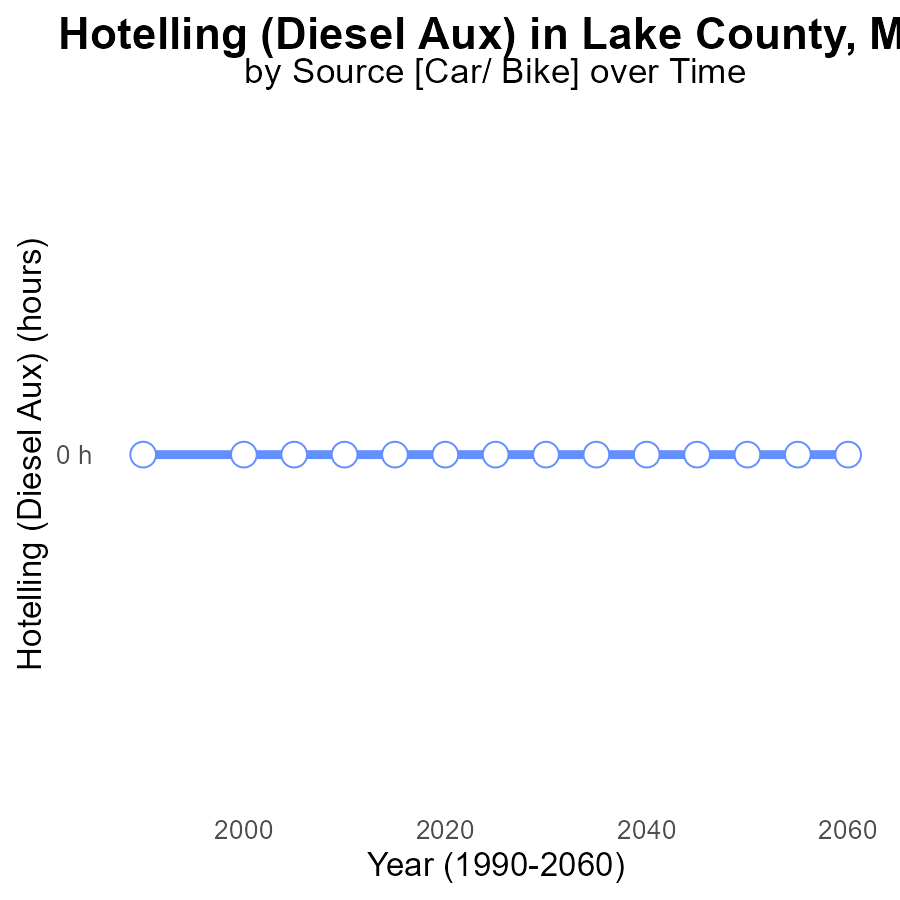 Hotelling (Diesel Aux) in Lake County, M
by Source [Car/ Bike] over Time
Hotelling (Diesel Aux) (hours)
0 h
2000 2020 2040 2060
Year (1990-2060)